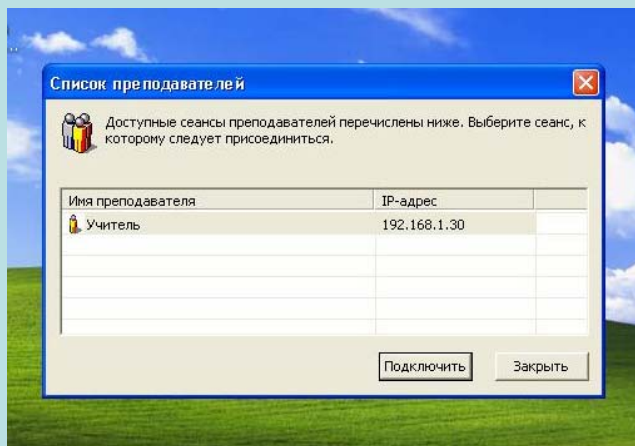 Список преподавателей
Доступные сеансы преподавателей перечислены ниже. Выберите сеанс, к
которому следует присоединиться.
Имя преподавателя IP-адрес
Учитель 192.168.1.30
Подключить Закрыть